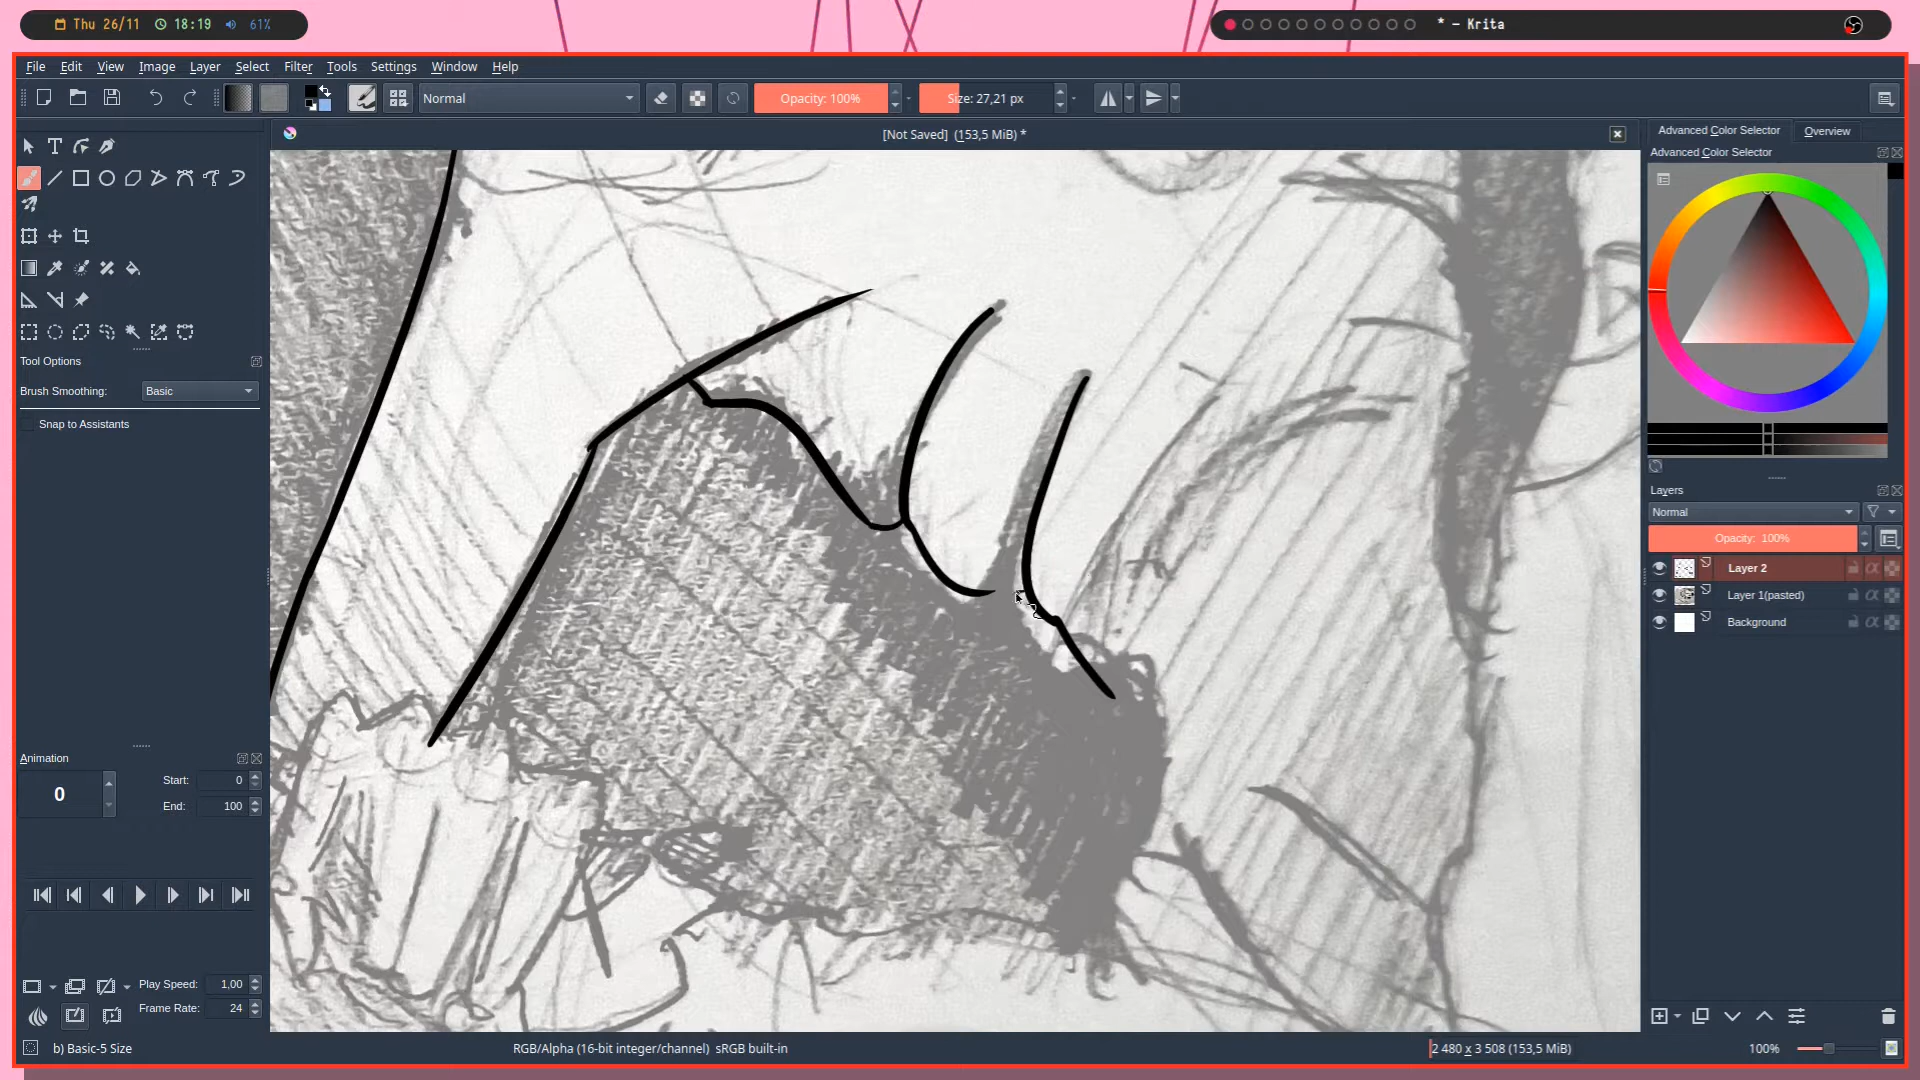 Thu 26/11 18:19 61%
* – Krita
File Edit View Image Layer Select Filter Tools Settings Window Help
Normal
Opacity: 100%
Size: 27,21 px
[Not Saved] (153,5 MiB) *
Advanced Color Selector
Overview
Advanced Color Selector
Tool Options
Brush Smoothing: Basic
Snap to Assistants
Layers
Normal
Opacity: 100%
Layer 2
Layer 1(pasted)
Background
Animation
0
Start: 0
End: 100
Play Speed: 1,00
Frame Rate: 24
b) Basic-5 Size
RGB/Alpha (16-bit integer/channel) sRGB built-in
2 480 x 3 508 (153,5 MiB)
100%